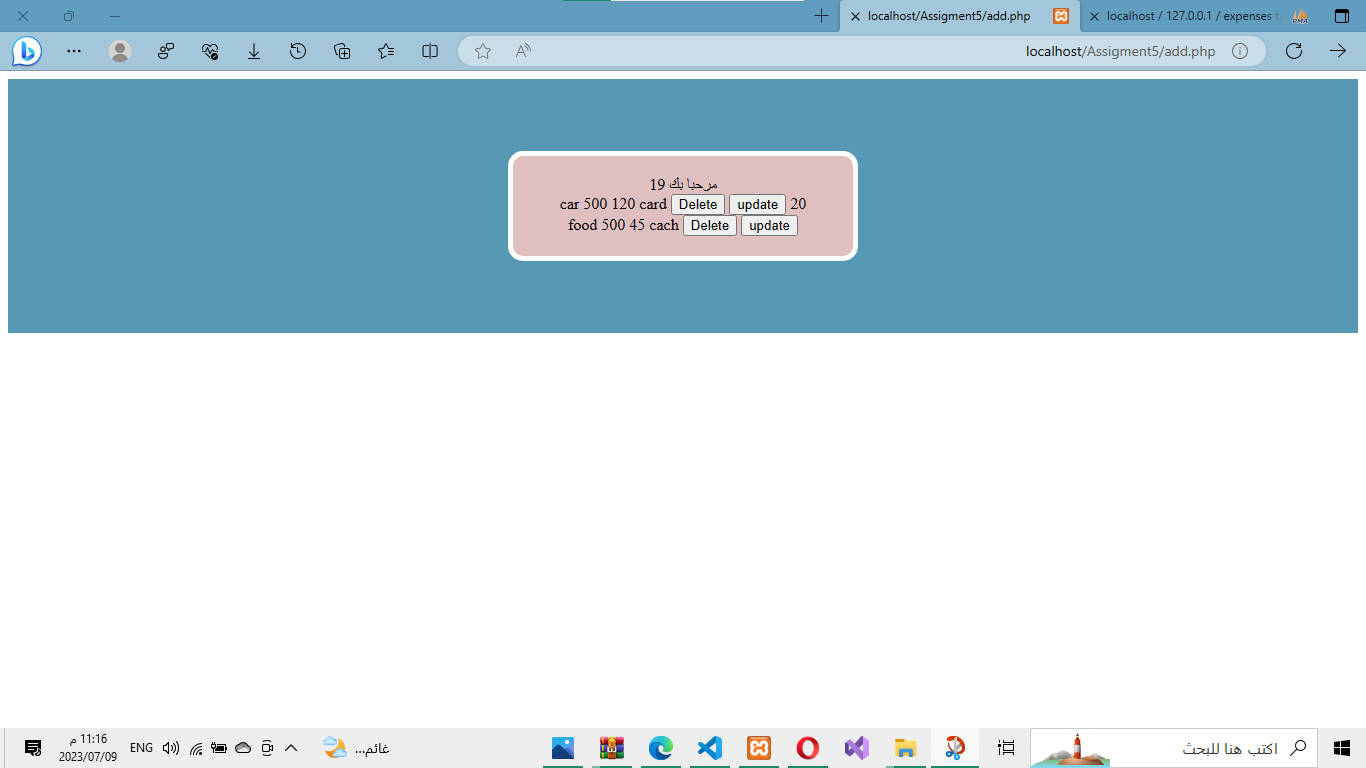 localhost/Assigment5/add.php
localhost / 127.0.0.1 / expenses t
localhost/Assigment5/add.php
مرحبا بك 19
car 500 120 card Delete update 20
food 500 45 cach Delete update
11:16 م
2023/07/09
ENG
غائم...
اكتب هنا للبحث